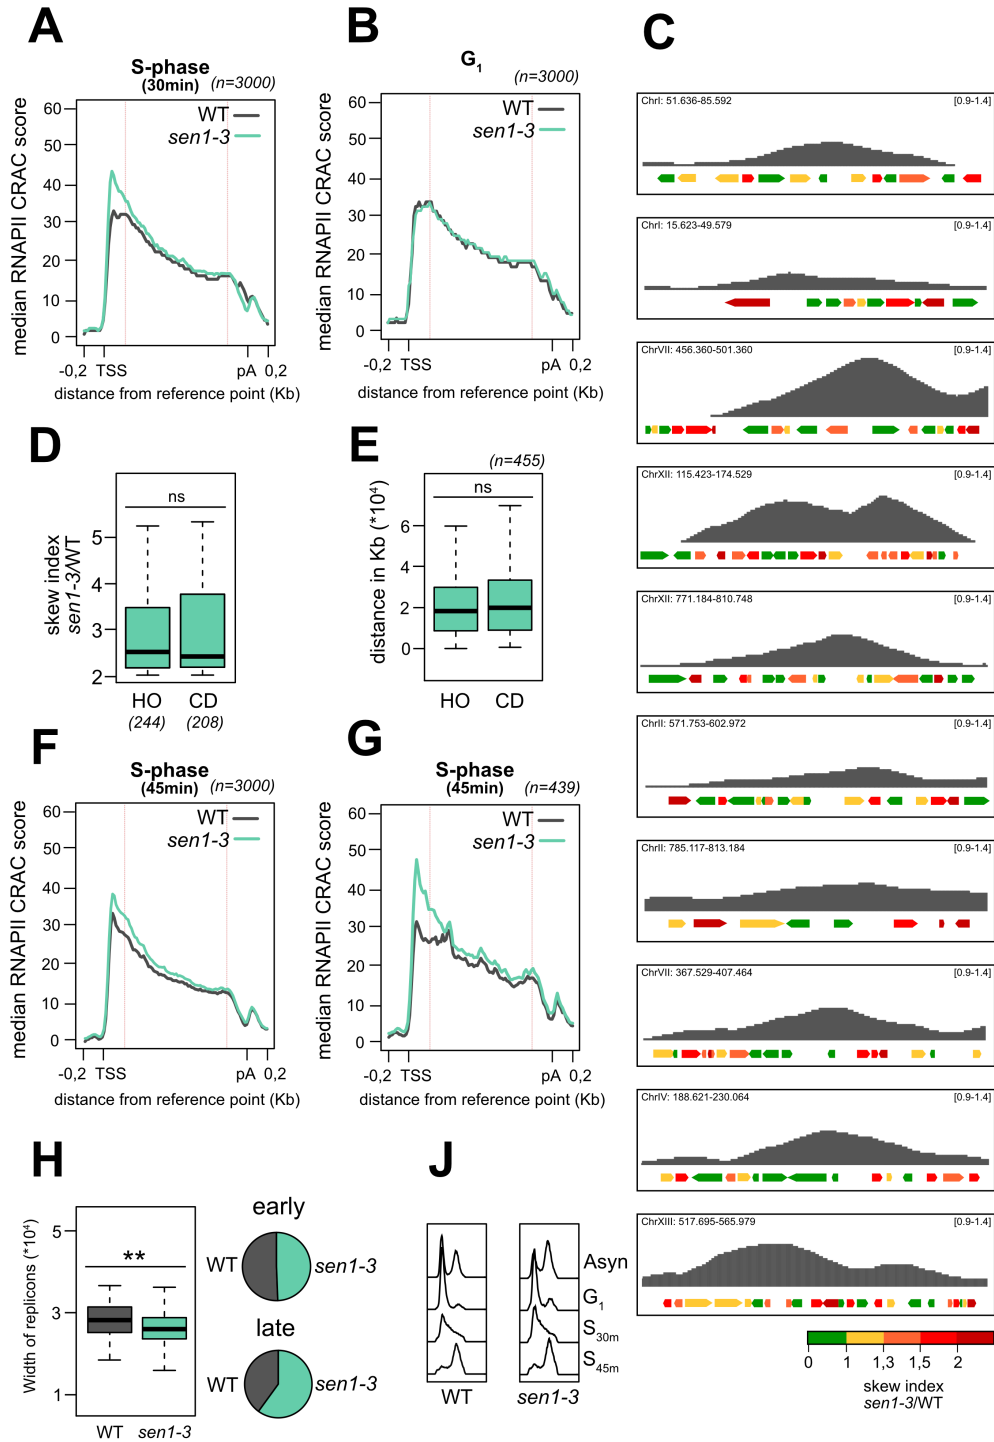 A
S-phase
(30min) (n=3000)
median RNAPII CRAC score
60
50
40
30
20
10
0
WT
sen1-3
-0,2 TSS pA 0,2
distance from reference point (Kb)
B
G1
(n=3000)
median RNAPII CRAC score
60
50
40
30
20
10
0
WT
sen1-3
-0,2 TSS pA 0,2
distance from reference point (Kb)
C
ChrI: 51.636-85.592 [0.9-1.4]
ChrI: 15.623-49.579 [0.9-1.4]
ChrVII: 456.360-501.360 [0.9-1.4]
ChrXII: 115.423-174.529 [0.9-1.4]
ChrXII: 771.184-810.748 [0.9-1.4]
ChrII: 571.753-602.972 [0.9-1.4]
ChrII: 785.117-813.184 [0.9-1.4]
ChrVII: 367.529-407.464 [0.9-1.4]
ChrIV: 188.621-230.064 [0.9-1.4]
ChrXIII: 517.695-565.979 [0.9-1.4]
0 1 1,3 1,5 2
skew index
sen1-3/WT
D
skew index
sen1-3/WT
5
4
3
2
ns
HO CD
(244) (208)
E
(n=455)
distance in Kb (*10⁴)
6
4
2
0
ns
HO CD
F
S-phase
(45min) (n=3000)
median RNAPII CRAC score
60
50
40
30
20
10
0
WT
sen1-3
-0,2 TSS pA 0,2
distance from reference point (Kb)
G
S-phase
(45min) (n=439)
median RNAPII CRAC score
60
50
40
30
20
10
0
WT
sen1-3
-0,2 TSS pA 0,2
distance from reference point (Kb)
H
Width of replicons (*10⁴)
5
3
1
**
WT sen1-3
early
WT sen1-3
late
WT sen1-3
J
Asyn
G1
S30m
S45m
WT sen1-3